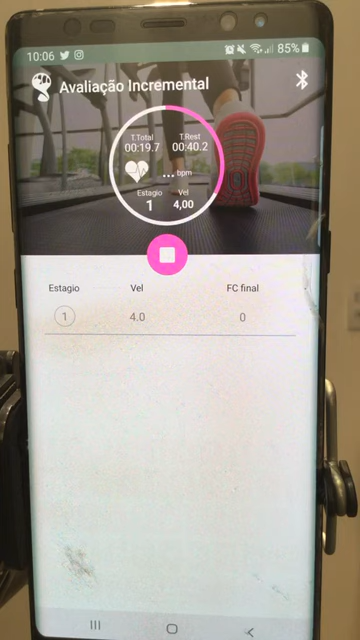 10:06 85%
Avaliação Incremental
T.Total T.Rest
00:19.7 00:40.2
... bpm
Estagio Vel
1 4,00
Estagio Vel FC final
1 4.0 0